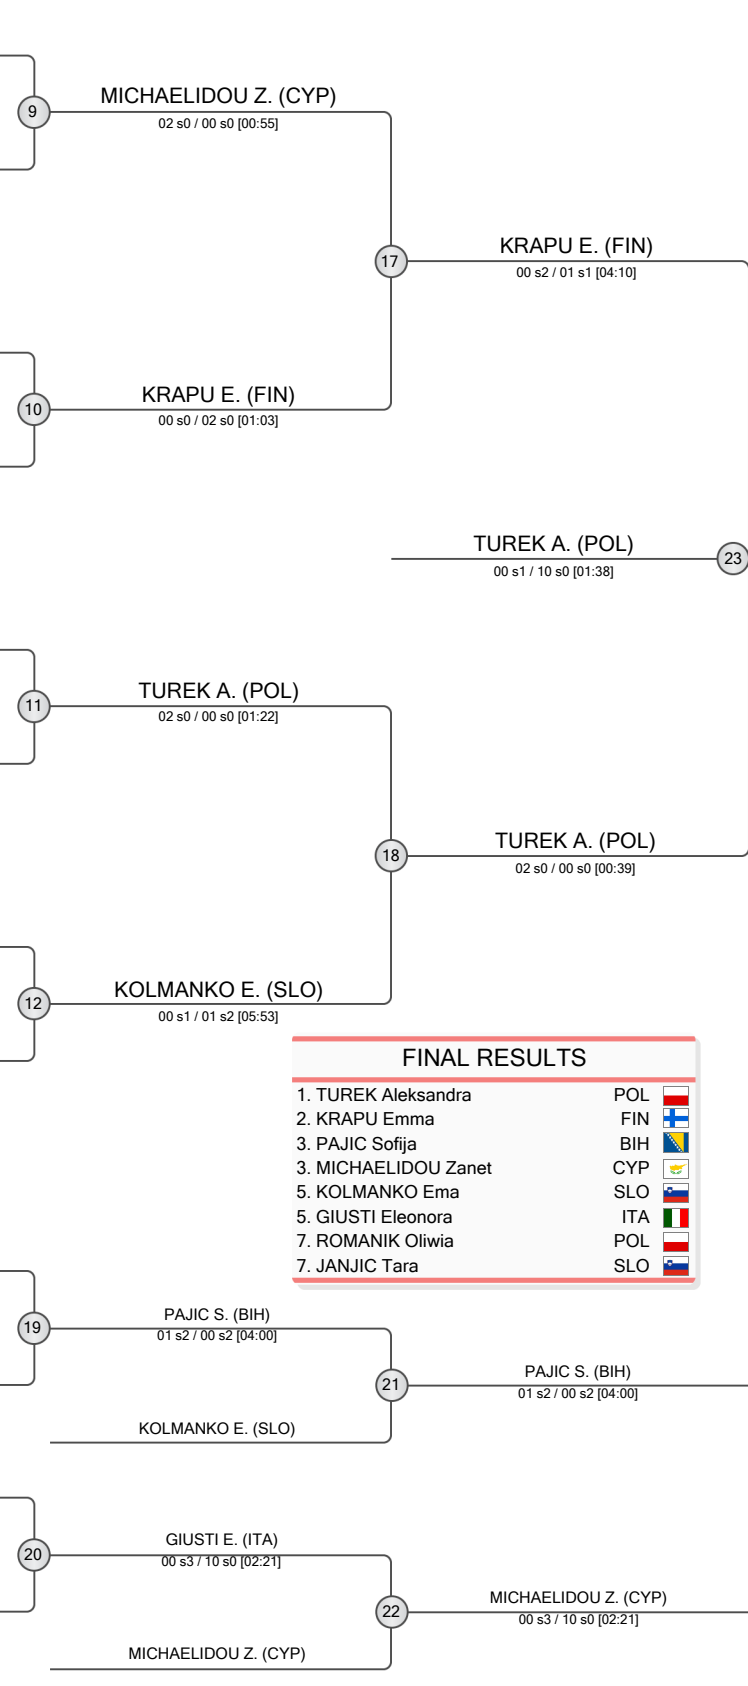 MICHAELIDOU Z. (CYP)
9
02 s0 / 00 s0 [00:55]
KRAPU E. (FIN)
17
00 s2 / 01 s1 [04:10]
KRAPU E. (FIN)
10
00 s0 / 02 s0 [01:03]
TUREK A. (POL)
23
00 s1 / 10 s0 [01:38]
TUREK A. (POL)
11
02 s0 / 00 s0 [01:22]
TUREK A. (POL)
18
02 s0 / 00 s0 [00:39]
KOLMANKO E. (SLO)
12
00 s1 / 01 s2 [05:53]
FINAL RESULTS
1. TUREK Aleksandra POL
2. KRAPU Emma FIN
3. PAJIC Sofija BIH
3. MICHAELIDOU Zanet CYP
5. KOLMANKO Ema SLO
5. GIUSTI Eleonora ITA
7. ROMANIK Oliwia POL
7. JANJIC Tara SLO
PAJIC S. (BIH)
19
01 s2 / 00 s2 [04:00]
PAJIC S. (BIH)
21
01 s2 / 00 s2 [04:00]
KOLMANKO E. (SLO)
GIUSTI E. (ITA)
20
00 s3 / 10 s0 [02:21]
MICHAELIDOU Z. (CYP)
22
00 s3 / 10 s0 [02:21]
MICHAELIDOU Z. (CYP)